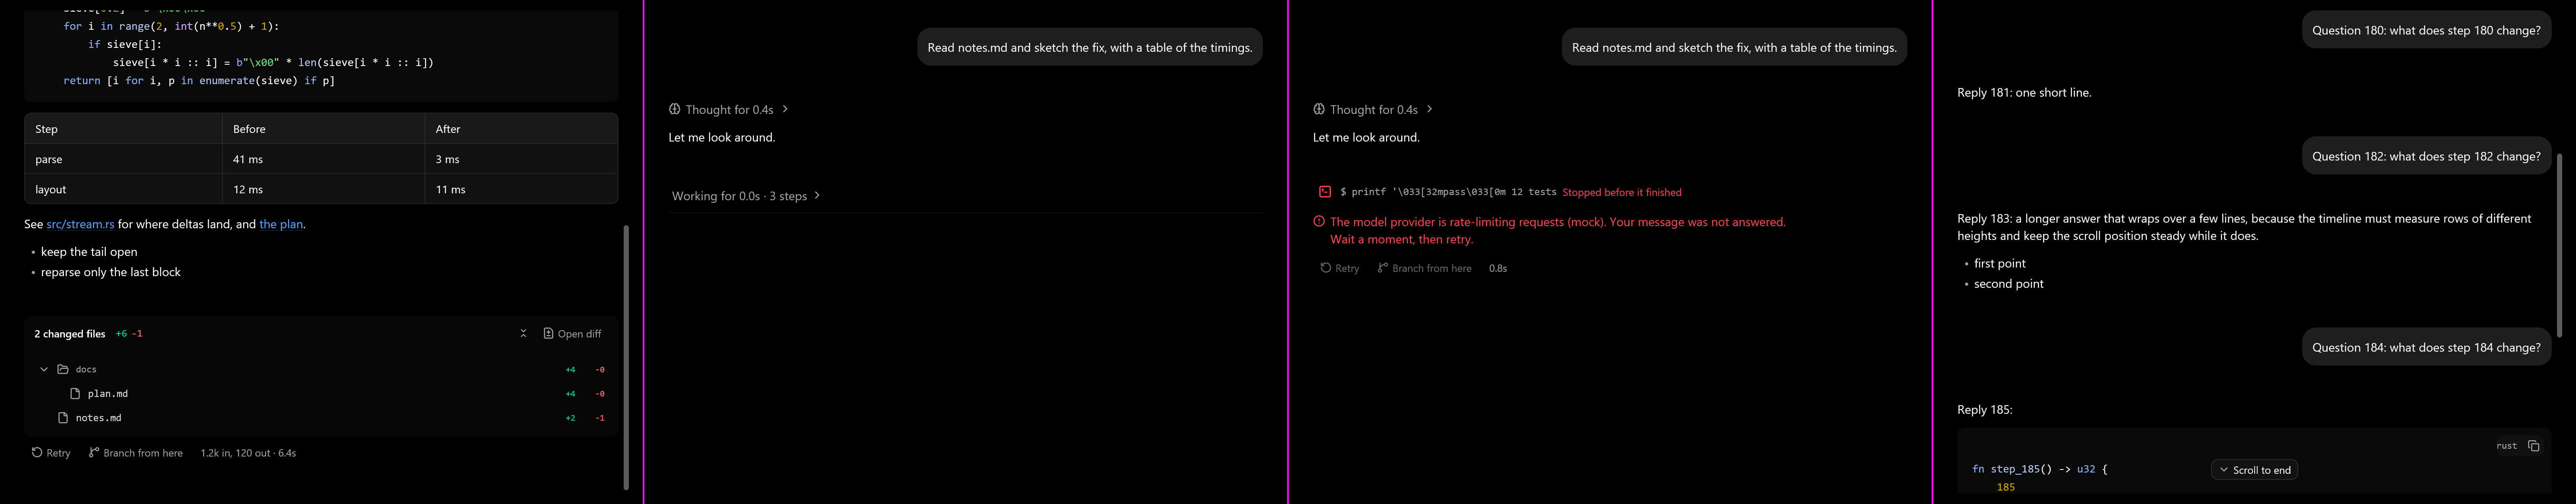 for i in range(2, int(n**0.5) + 1):
if sieve[i]:
sieve[i * i :: i] = b"\x00" * len(sieve[i * i :: i])
return [i for i, p in enumerate(sieve) if p]
Step Before After
parse 41 ms 3 ms
layout 12 ms 11 ms
See src/stream.rs for where deltas land, and the plan.
• keep the tail open
• reparse only the last block
2 changed files +6 -1 Open diff
docs +4 -0
plan.md +4 -0
notes.md +2 -1
Retry Branch from here 1.2k in, 120 out · 6.4s
Read notes.md and sketch the fix, with a table of the timings.
Thought for 0.4s
Let me look around.
Working for 0.0s · 3 steps
Read notes.md and sketch the fix, with a table of the timings.
Thought for 0.4s
Let me look around.
$ printf '\033[32mpass\033[0m 12 tests Stopped before it finished
The model provider is rate-limiting requests (mock). Your message was not answered.
Wait a moment, then retry.
Retry Branch from here 0.8s
Question 180: what does step 180 change?
Reply 181: one short line.
Question 182: what does step 182 change?
Reply 183: a longer answer that wraps over a few lines, because the timeline must measure rows of different
heights and keep the scroll position steady while it does.
• first point
• second point
Question 184: what does step 184 change?
Reply 185:
rust
fn step_185() -> u32 {
Scroll to end
185